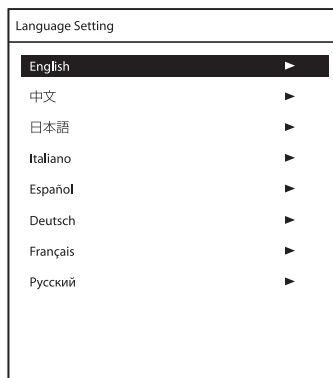 Language Setting
English
中文
日本語
Italiano
Español
Deutsch
Français
Русский